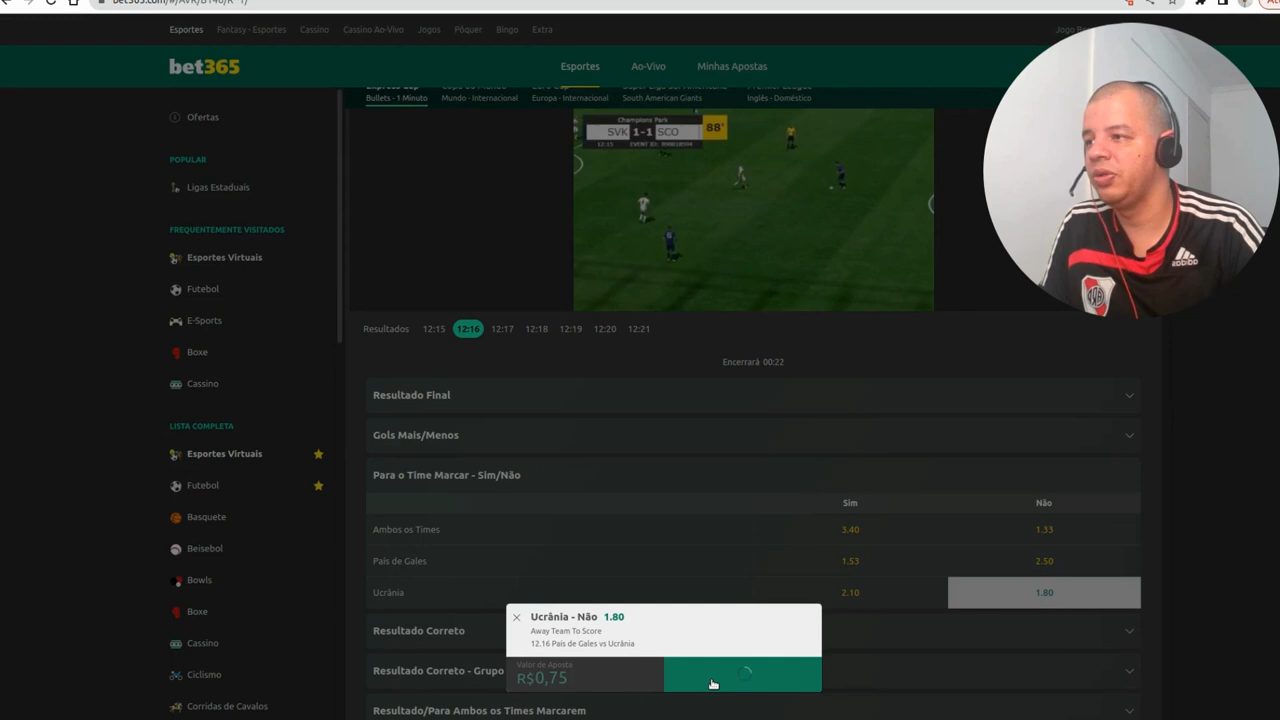 Esportes Fantasy - Esportes Cassino Cassino Ao-Vivo Jogos Pôquer Bingo Extra
bet365 Esportes Ao-Vivo Minhas Apostas
Bullets - 1 Minuto Mundo - Internacional Europa - Internacional South American Giants Inglês - Doméstico
Ofertas
POPULAR
Ligas Estaduais
FREQUENTEMENTE VISITADOS
Esportes Virtuais
Futebol
E-Sports
Boxe
Cassino
LISTA COMPLETA
Esportes Virtuais
Futebol
Basquete
Beisebol
Bowls
Boxe
Cassino
Ciclismo
Corridas de Cavalos
Champions Park
SVK 1-1 SCO 88'
12:15
Resultados 12:15 12:16 12:17 12:18 12:19 12:20 12:21
Encerrará 00:22
Resultado Final
Gols Mais/Menos
Para o Time Marcar - Sim/Não
Sim Não
Ambos os Times 3.40 1.33
País de Gales 1.53 2.50
Ucrânia 2.10 1.80
Resultado Correto
Resultado Correto - Grupo
Resultado/Para Ambos os Times Marcarem
Ucrânia - Não 1.80
Away Team To Score
12.16 País de Gales vs Ucrânia
Valor de Aposta
R$0,75
adidas